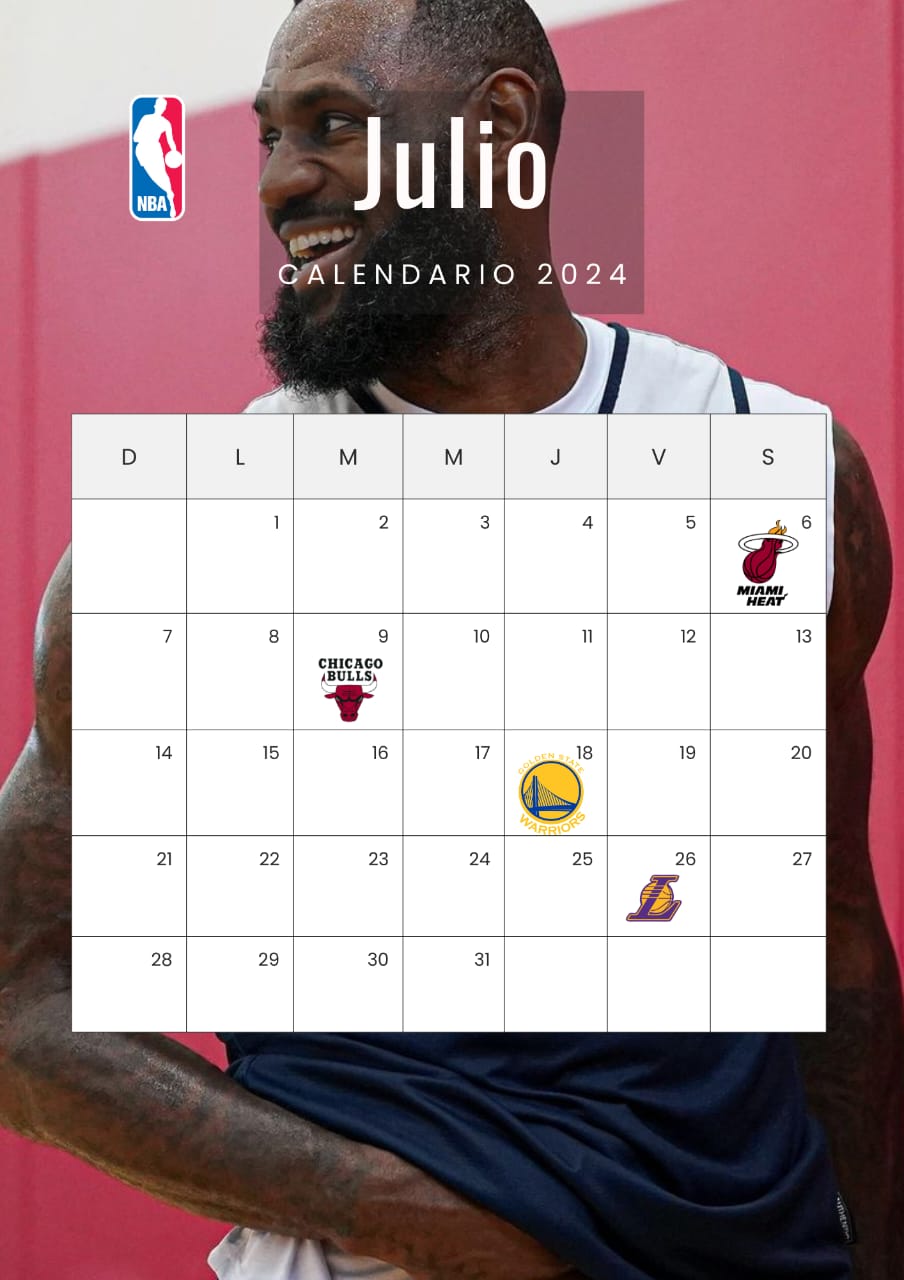 NBA
Julio
CALENDARIO 2024
D L M M J V S
1 2 3 4 5 6
MIAMI
HEAT
7 8 9 10 11 12 13
CHICAGO
BULLS
14 15 16 17 18 19 20
GOLDEN STATE
WARRIORS
21 22 23 24 25 26 27
L
28 29 30 31